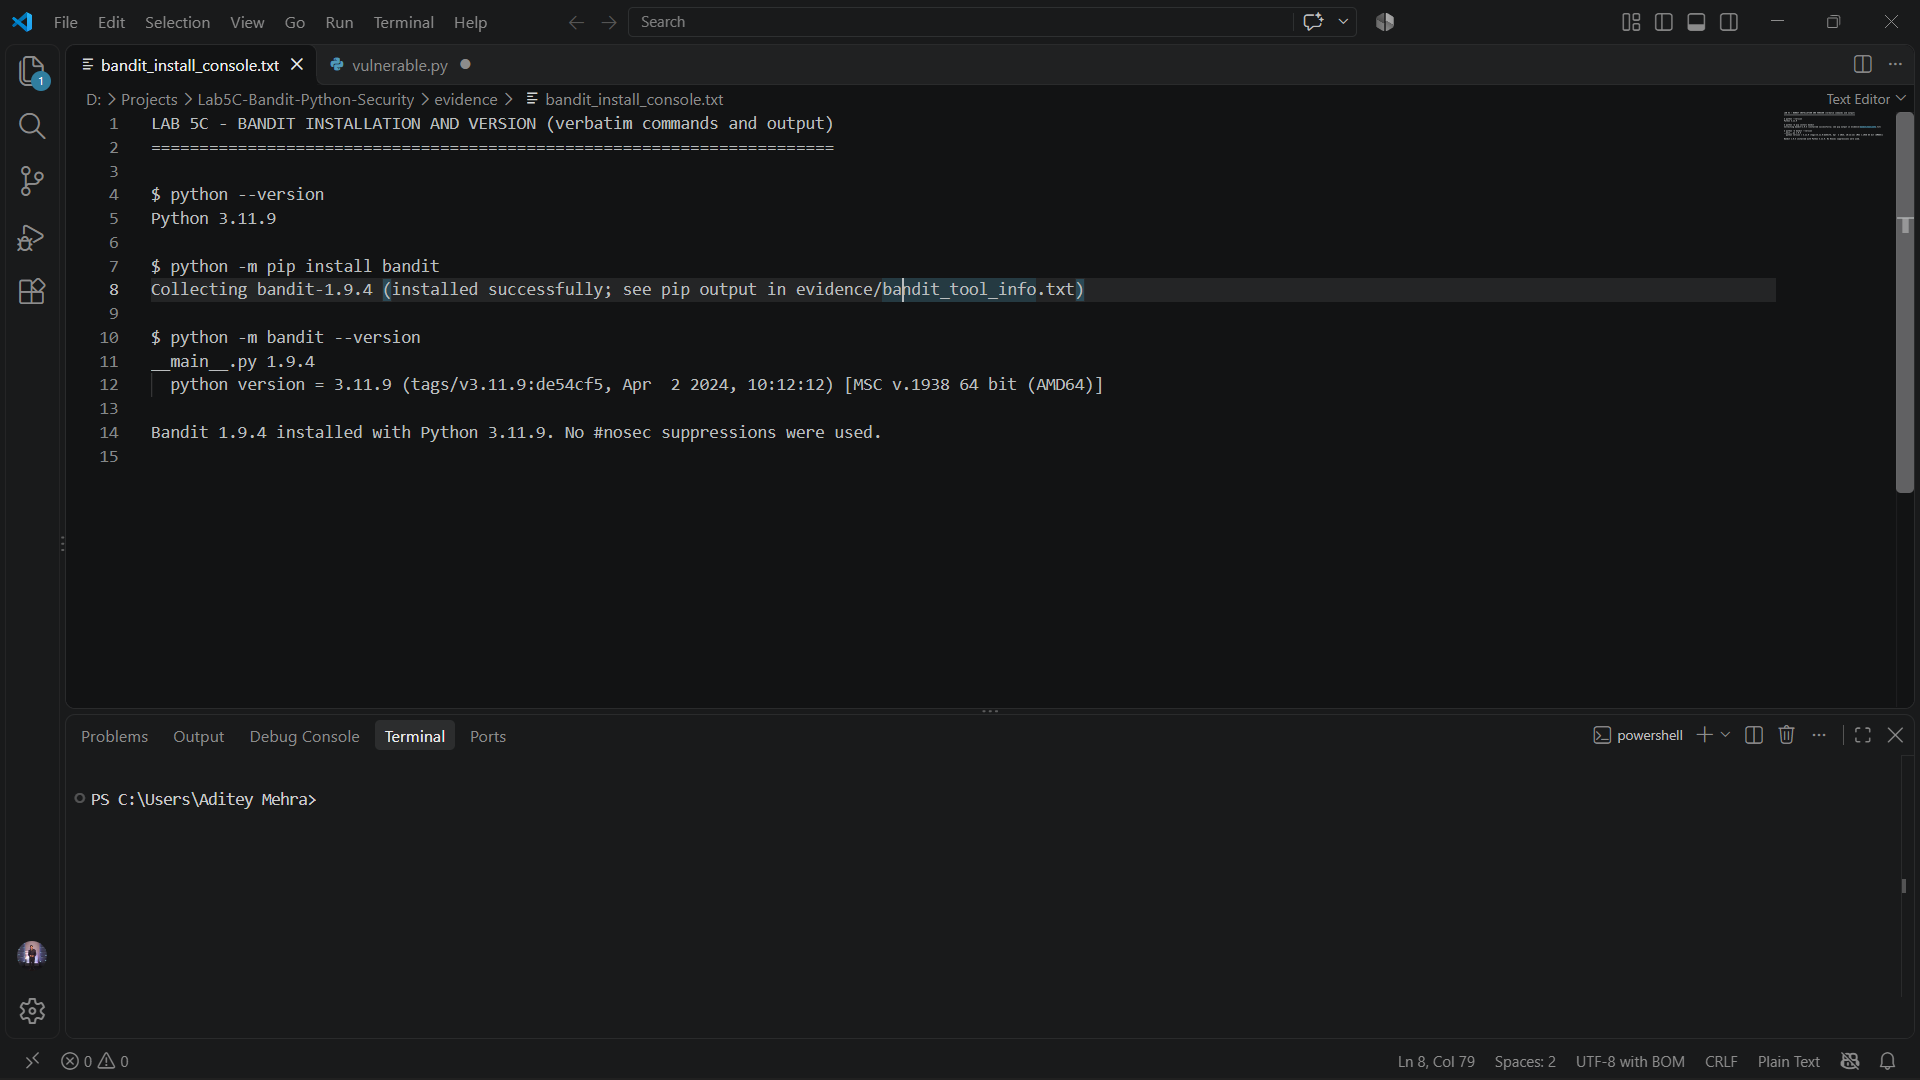 File Edit Selection View Go Run Terminal Help Search
bandit_install_console.txt vulnerable.py
D: > Projects > Lab5C-Bandit-Python-Security > evidence > bandit_install_console.txt Text Editor
1 LAB 5C - BANDIT INSTALLATION AND VERSION (verbatim commands and output)
2 =======================================================================
3
4 $ python --version
5 Python 3.11.9
6
7 $ python -m pip install bandit
8 Collecting bandit-1.9.4 (installed successfully; see pip output in evidence/bandit_tool_info.txt)
9
10 $ python -m bandit --version
11 __main__.py 1.9.4
12 python version = 3.11.9 (tags/v3.11.9:de54cf5, Apr  2 2024, 10:12:12) [MSC v.1938 64 bit (AMD64)]
13
14 Bandit 1.9.4 installed with Python 3.11.9. No #nosec suppressions were used.
15
1
Problems Output Debug Console Terminal Ports powershell
PS C:\Users\Aditey Mehra>
0 0 Ln 8, Col 79 Spaces: 2 UTF-8 with BOM CRLF Plain Text